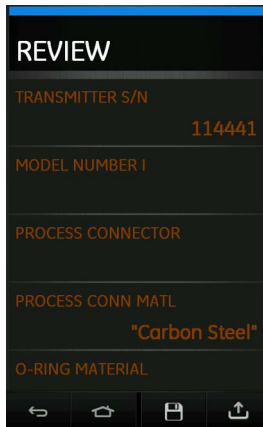 REVIEW
TRANSMITTER S/N
114441
MODEL NUMBER I
PROCESS CONNECTOR
PROCESS CONN MATL
"Carbon Steel"
O-RING MATERIAL